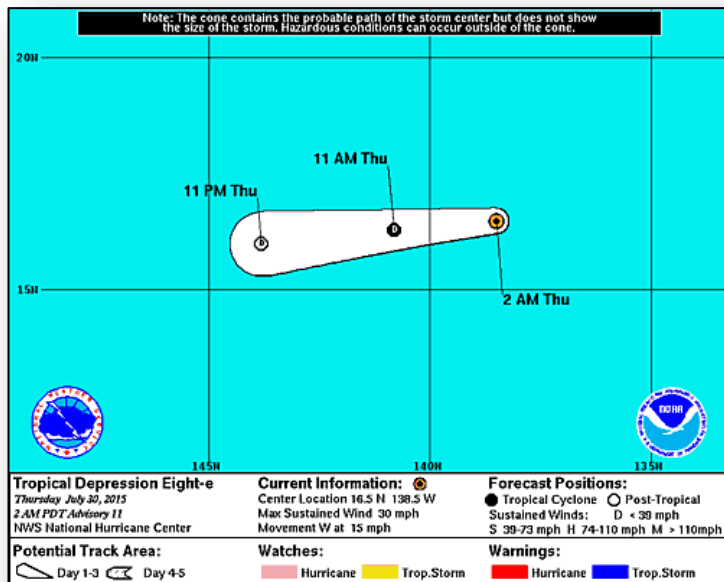 Note: The cone contains the probable path of the storm center but does not show
the size of the storm. Hazardous conditions can occur outside of the cone.
20N
11 AM Thu
11 PM Thu
15N
2 AM Thu
NATIONAL WEATHER SERVICE
NOAA
145W
140W
135W
Tropical Depression Eight-e
Thursday July 30, 2015
2 AM PDT Advisory 11
NWS National Hurricane Center
Current Information:
Center Location 16.5 N 138.5 W
Max Sustained Wind 30 mph
Movement W at 15 mph
Forecast Positions:
Tropical Cyclone Post-Tropical
Sustained Winds: D < 39 mph
S 39-73 mph H 74-110 mph M > 110mph
Potential Track Area:
Day 1-3 Day 4-5
Watches:
Hurricane Trop.Storm
Warnings:
Hurricane Trop.Storm